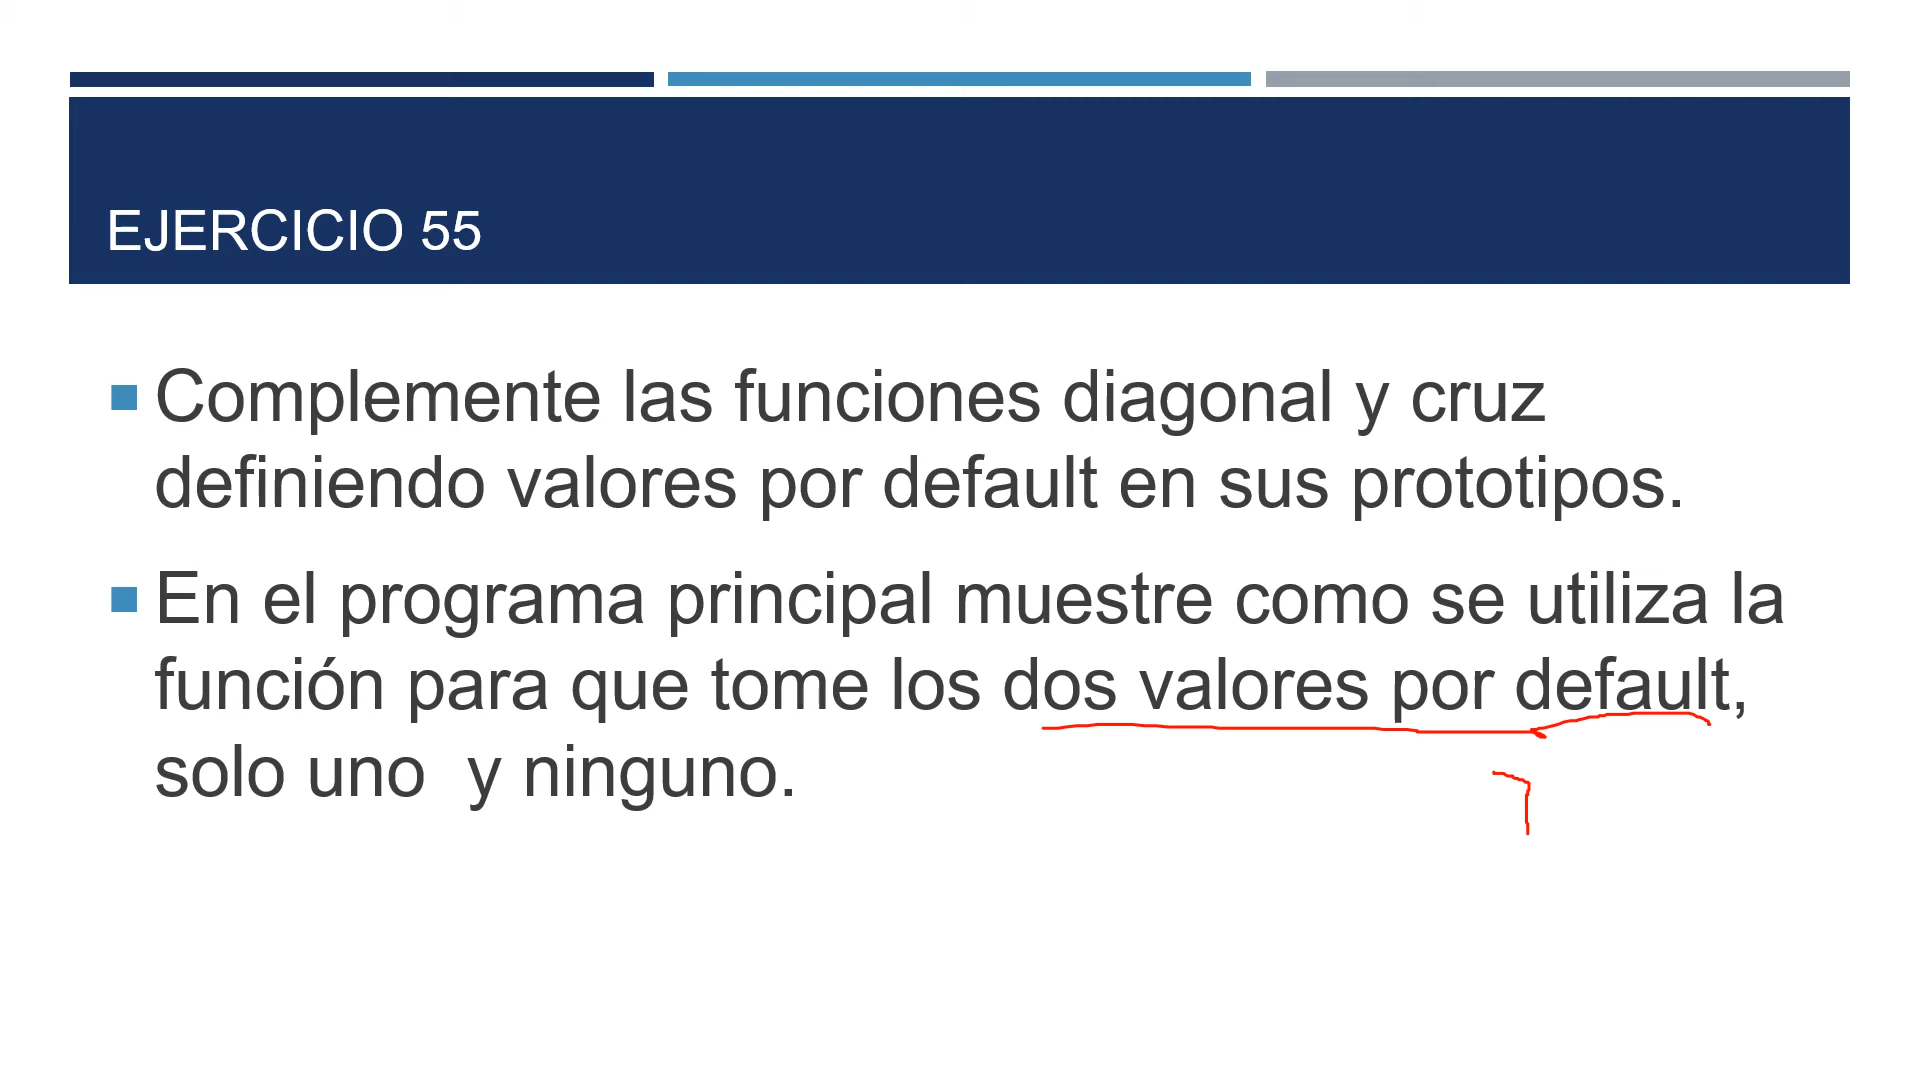 EJERCICIO 55
Complemente las funciones diagonal y cruz
definiendo valores por default en sus prototipos.
En el programa principal muestre como se utiliza la
función para que tome los dos valores por default,
solo uno  y ninguno.